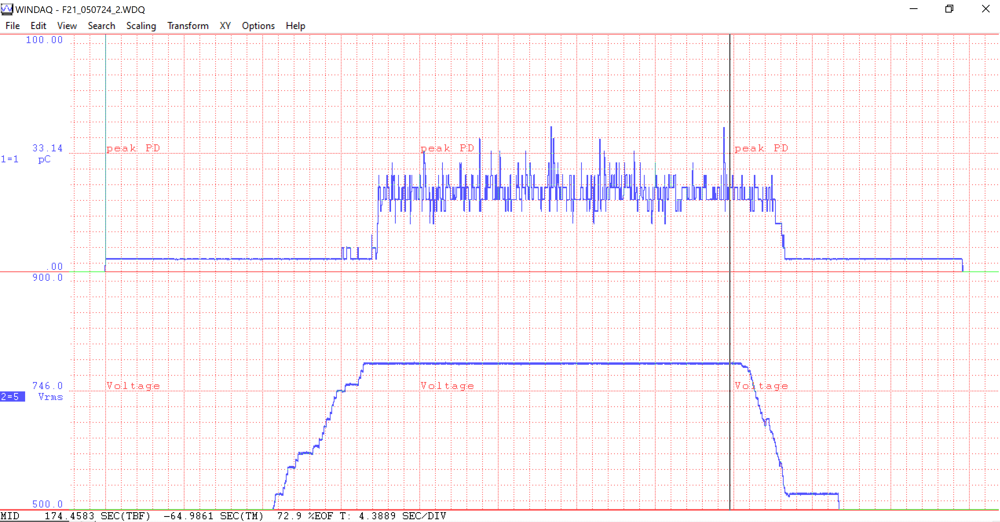 WINDAQ - F21_050724_2.WDQ
File Edit View Search Scaling Transform XY Options Help
100.00
33.14
1=1 pC
peak PD peak PD peak PD
.00
900.0
746.0
2=5 Vrms
Voltage Voltage Voltage
500.0
MID 174.4583 SEC(TBF) -64.9861 SEC(TM) 72.9 %EOF T: 4.3889 SEC/DIV